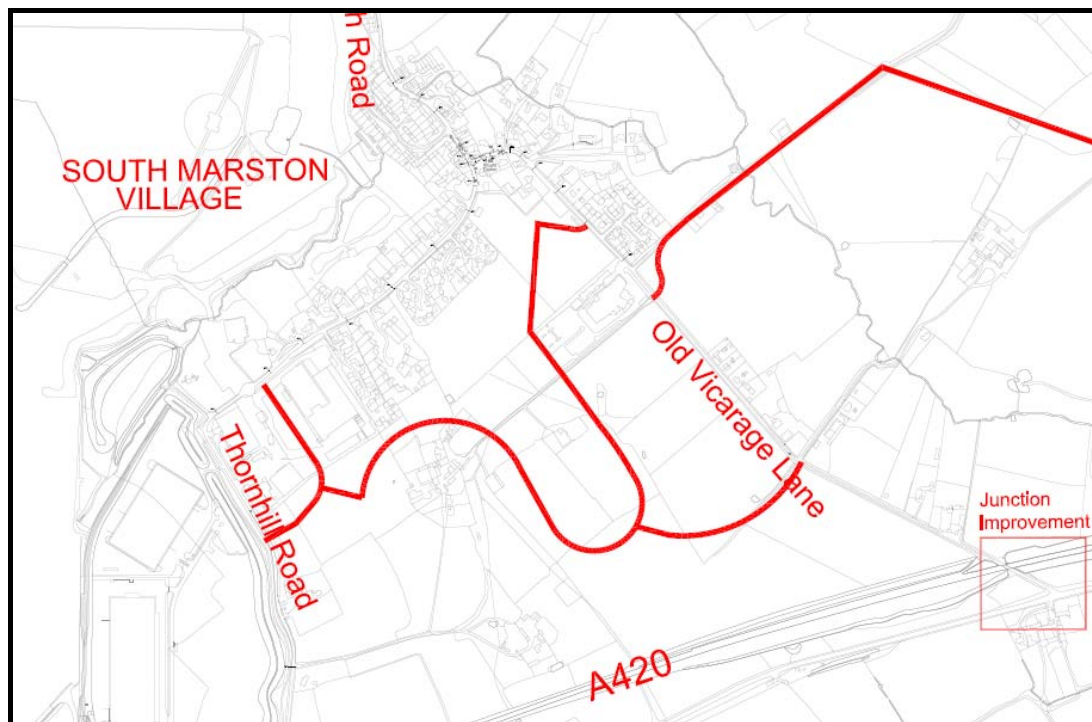 h Road
SOUTH MARSTON
VILLAGE
Old Vicarage Lane
Thornhill Road
Junction
Improvement
A420